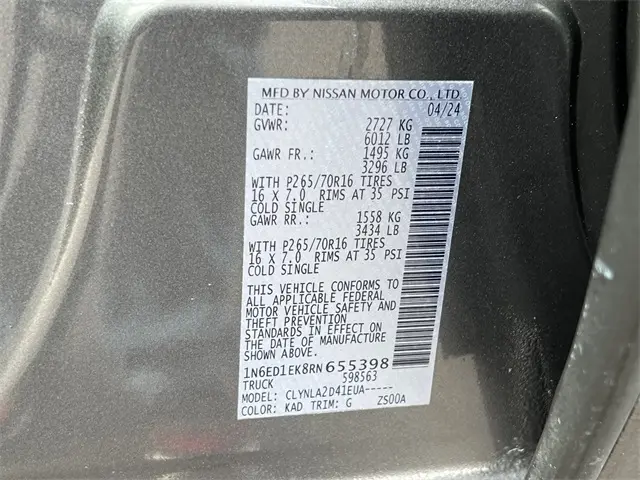 MFD BY NISSAN MOTOR CO., LTD
DATE: 04/24
GVWR: 2727 KG
6012 LB
GAWR FR.: 1495 KG
3296 LB
WITH P265/70R16 TIRES
16 X 7.0 RIMS AT 35 PSI
COLD SINGLE
GAWR RR.: 1558 KG
3434 LB
WITH P265/70R16 TIRES
16 X 7.0 RIMS AT 35 PSI
COLD SINGLE
THIS VEHICLE CONFORMS TO
ALL APPLICABLE FEDERAL
MOTOR VEHICLE SAFETY AND
THEFT PREVENTION
STANDARDS IN EFFECT ON
THE DATE OF MANUFACTURE
SHOWN ABOVE.
1N6ED1EK8RN655398
TRUCK 598563
MODEL: CLYNLA2D41EUA-----
COLOR: KAD TRIM: G ZS00A